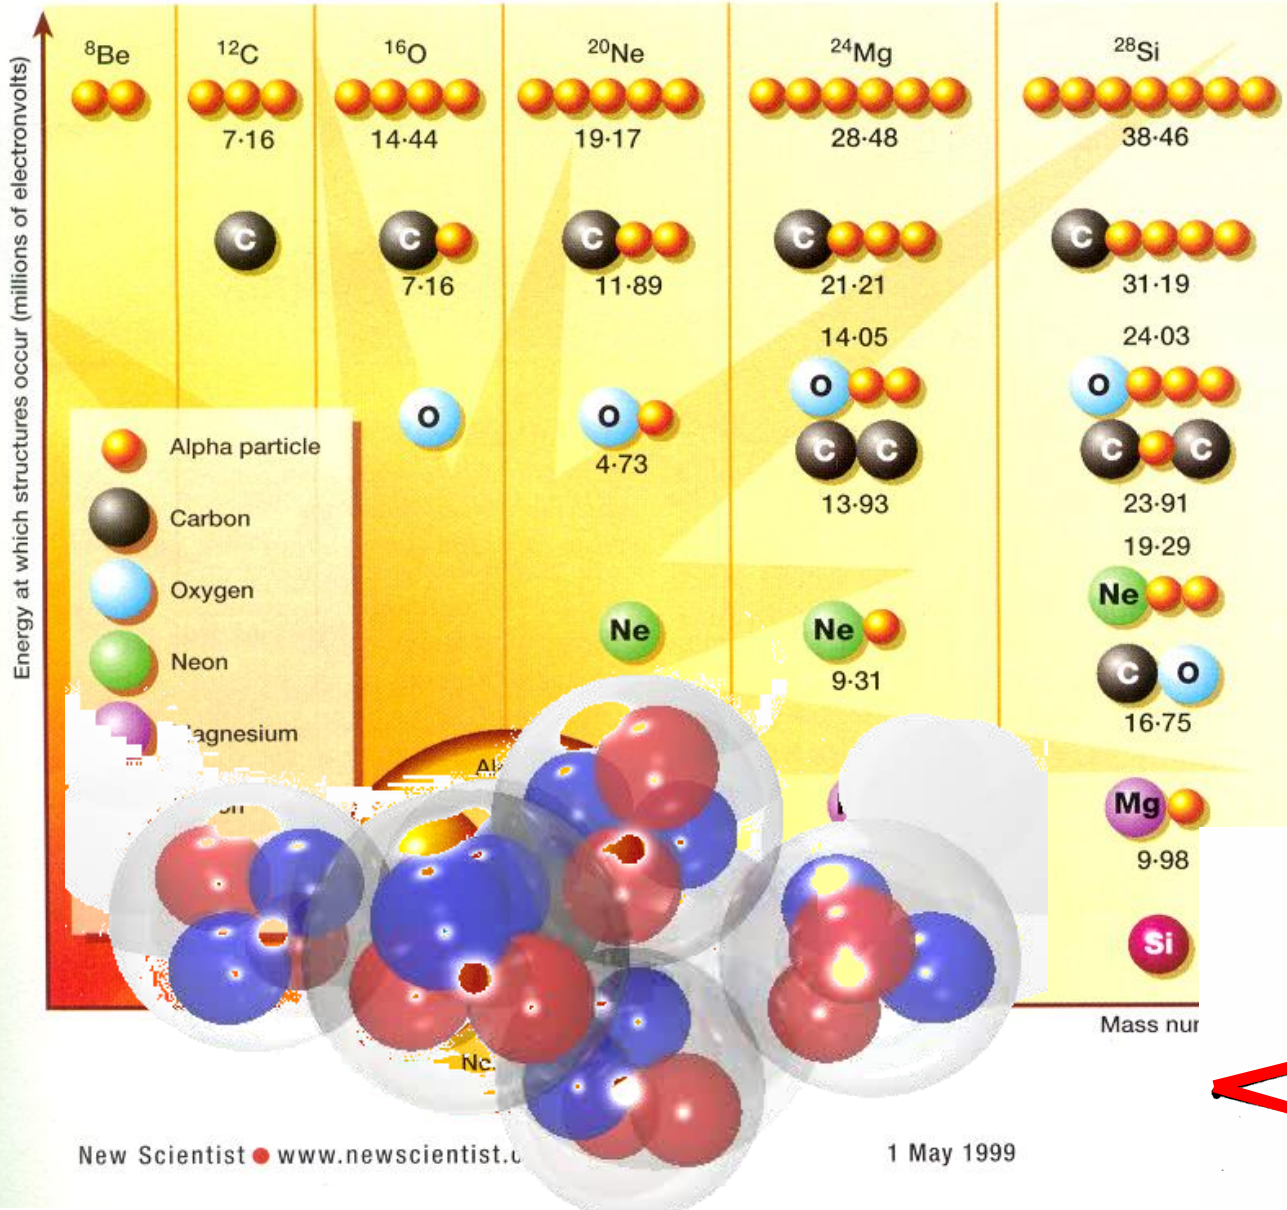 Energy at which structures occur (millions of electronvolts)
⁸Be ¹²C ¹⁶O ²⁰Ne ²⁴Mg ²⁸Si
7·16 14·44 19·17 28·48 38·46
C C C C C
7·16 11·89 21·21 31·19
14·05 24·03
O O O O
C C C C
4·73 13·93 23·91
19·29
Ne Ne Ne
9·31
C O
16·75
Mg
9·98
Si
Alpha particle
Carbon
Oxygen
Neon
Mass
New Scientist • www.newscientist.c
1 May 1999